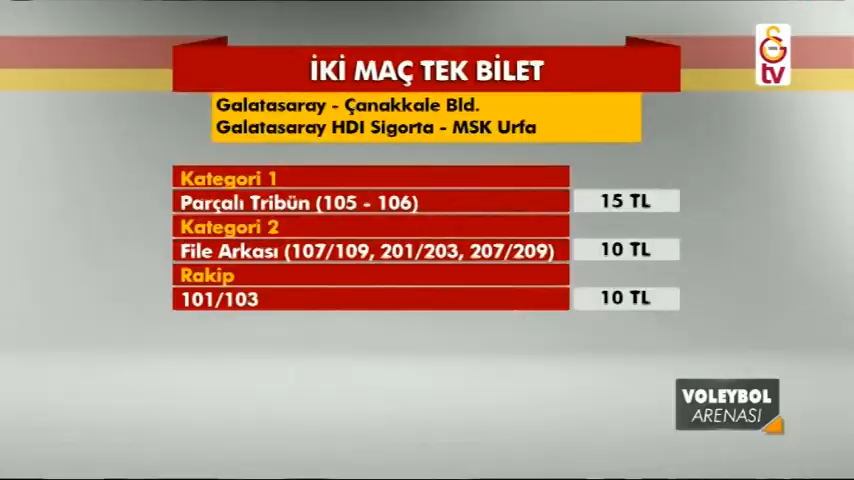 İKİ MAÇ TEK BİLET
tv
Galatasaray - Çanakkale Bld.
Galatasaray HDI Sigorta - MSK Urfa
Kategori 1
Parçalı Tribün (105 - 106) 15 TL
Kategori 2
File Arkası (107/109, 201/203, 207/209) 10 TL
Rakip
101/103 10 TL
VOLEYBOL
ARENASI